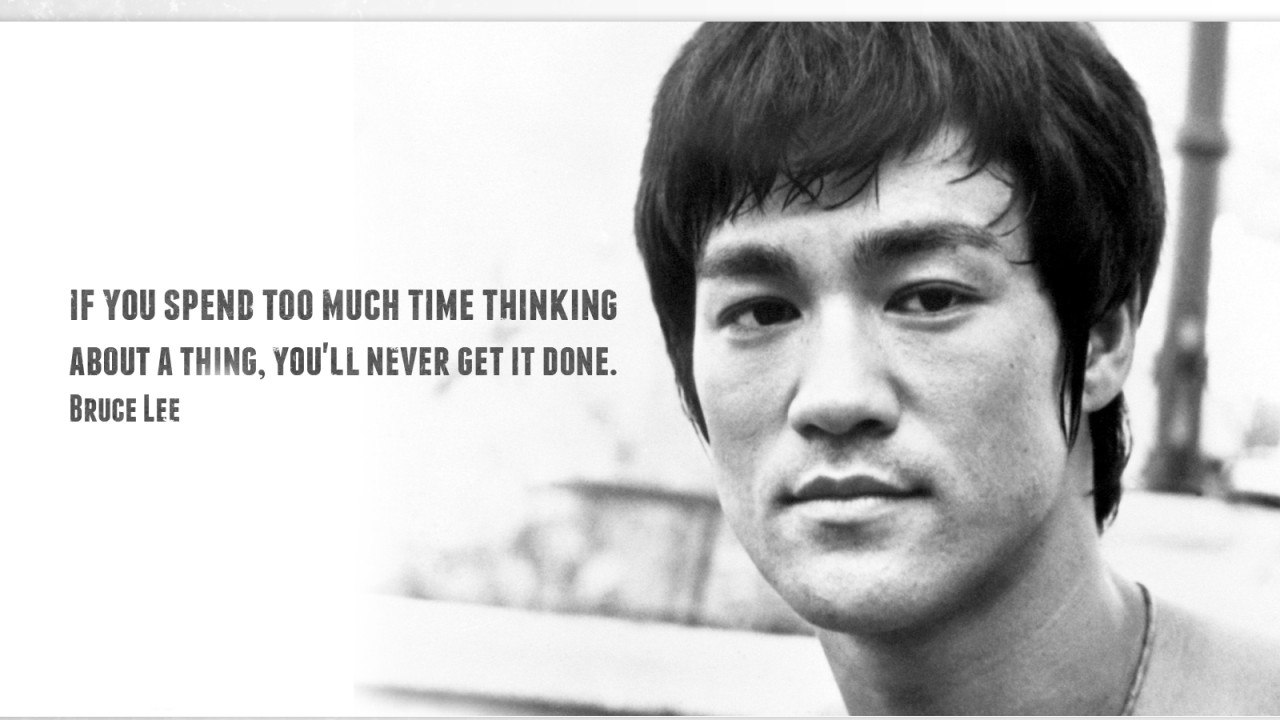 IF YOU SPEND TOO MUCH TIME THINKING
ABOUT A THING, YOU'LL NEVER GET IT DONE.
BRUCE LEE